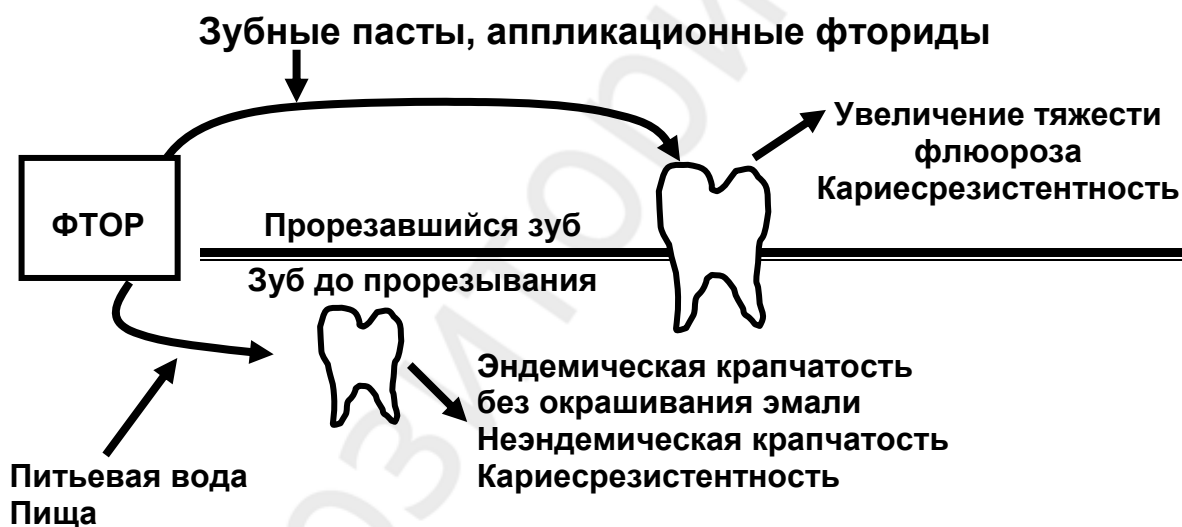 Зубные пасты, аппликационные фториды
Увеличение тяжести
флюороза
Кариесрезистентность
ФТОР
Прорезавшийся зуб
Зуб до прорезывания
Эндемическая крапчатость
без окрашивания эмали
Неэндемическая крапчатость
Кариесрезистентность
Питьевая вода
Пища